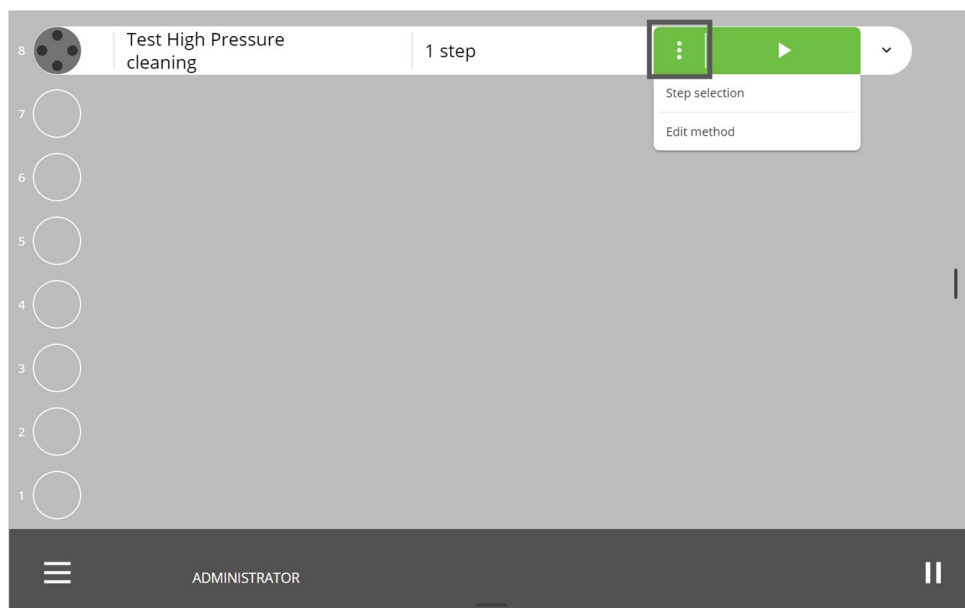 8
Test High Pressure
cleaning
1 step
Step selection
Edit method
7
6
5
4
3
2
1
ADMINISTRATOR